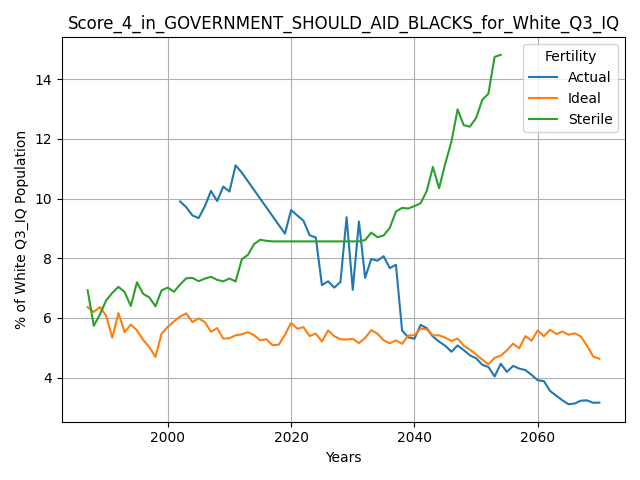 Score_4_in_GOVERNMENT_SHOULD_AID_BLACKS_for_White_Q3_IQ
Fertility
Actual
Ideal
Sterile
% of White Q3_IQ Population
14
12
10
8
6
4
2000
2020
2040
2060
Years